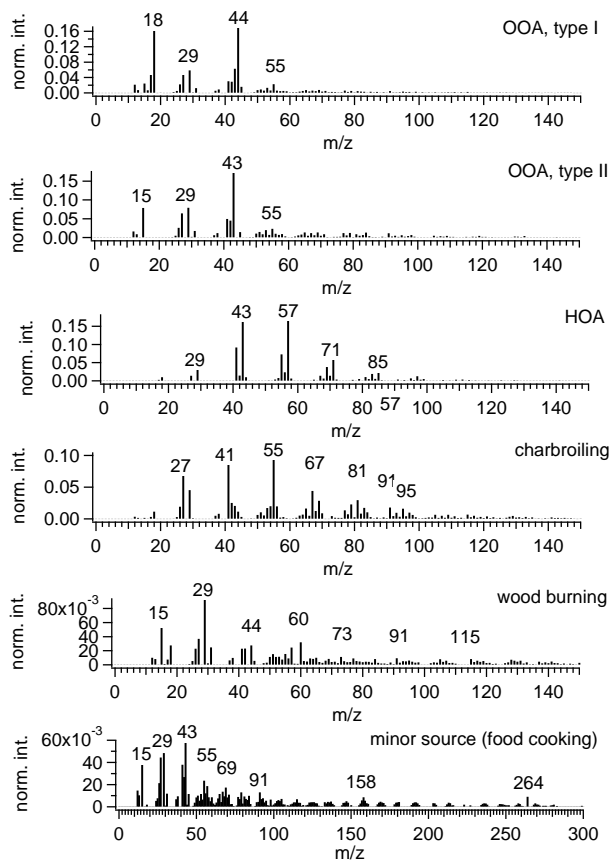 OOA, type I
norm. int.
0.16
0.12
0.08
0.04
0.00
18
29
44
55
0 20 40 60 80 100 120 140
m/z
OOA, type II
norm. int.
0.15
0.10
0.05
0.00
15
29
43
55
0 20 40 60 80 100 120 140
m/z
HOA
norm. int.
0.15
0.10
0.05
0.00
29
43
57
71
85
57
0 20 40 60 80 100 120 140
m/z
charbroiling
norm. int.
0.10
0.05
0.00
27
41
55
67
81
91
95
0 20 40 60 80 100 120 140
m/z
wood burning
norm. int.
80x10-3
60
40
20
0
15
29
44
60
73
91
115
0 20 40 60 80 100 120 140
m/z
minor source (food cooking)
norm. int.
60x10-3
40
20
0
15
29
43
55
69
91
158
264
0 50 100 150 200 250 300
m/z